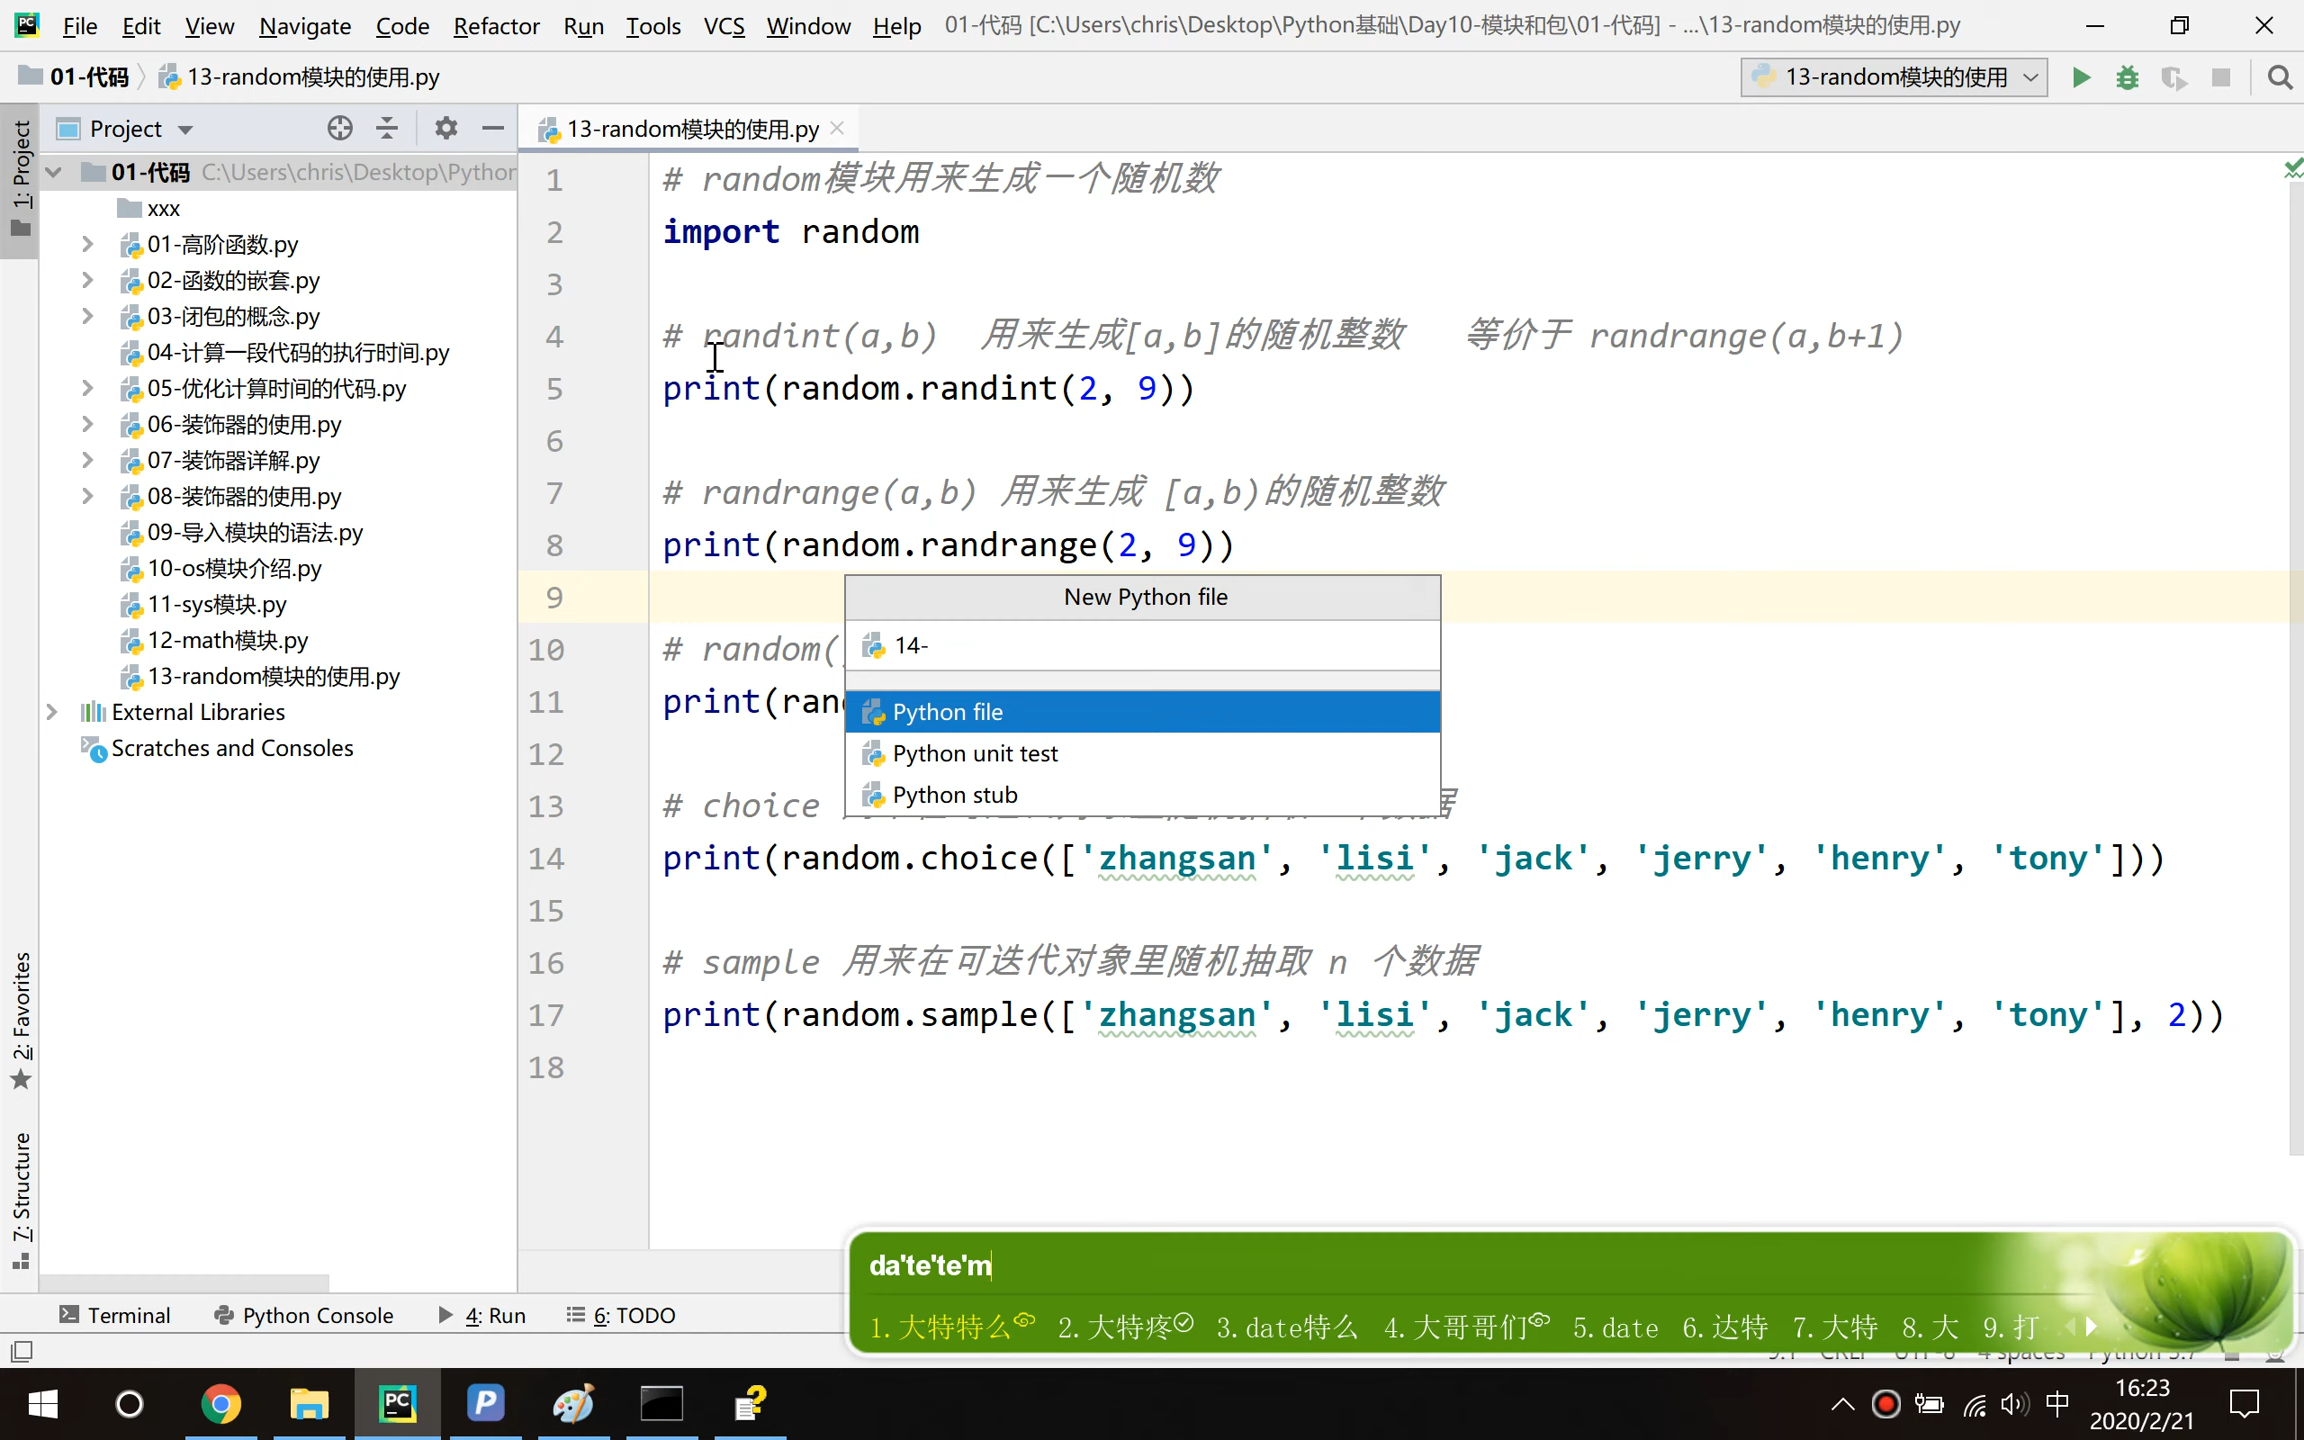 File Edit View Navigate Code Refactor Run Tools VCS Window Help 01-代码 [C:\Users\chris\Desktop\Python基础\Day10-模块和包\01-代码] - ...\13-random模块的使用.py
01-代码 13-random模块的使用.py 13-random模块的使用
1: Project
Project
13-random模块的使用.py
01-代码 C:\Users\chris\Desktop\Python
xxx
01-高阶函数.py
02-函数的嵌套.py
03-闭包的概念.py
04-计算一段代码的执行时间.py
05-优化计算时间的代码.py
06-装饰器的使用.py
07-装饰器详解.py
08-装饰器的使用.py
09-导入模块的语法.py
10-os模块介绍.py
11-sys模块.py
12-math模块.py
13-random模块的使用.py
External Libraries
Scratches and Consoles
2: Favorites
7: Structure
1 # random模块用来生成一个随机数
2 import random
3
4 # randint(a,b) 用来生成[a,b]的随机整数 等价于 randrange(a,b+1)
5 print(random.randint(2, 9))
6
7 # randrange(a,b) 用来生成 [a,b)的随机整数
8 print(random.randrange(2, 9))
9
10 # random(
11 print(ran
12
13 # choice
14 print(random.choice(['zhangsan', 'lisi', 'jack', 'jerry', 'henry', 'tony']))
15
16 # sample 用来在可迭代对象里随机抽取 n 个数据
17 print(random.sample(['zhangsan', 'lisi', 'jack', 'jerry', 'henry', 'tony'], 2))
18
New Python file
14-
Python file
Python unit test
Python stub
da'te'te'm
1.大特特么 2.大特疼 3.date特么 4.大哥哥们 5.date 6.达特 7.大特 8.大 9.打
Terminal Python Console 4: Run 6: TODO
16:23
中
2020/2/21